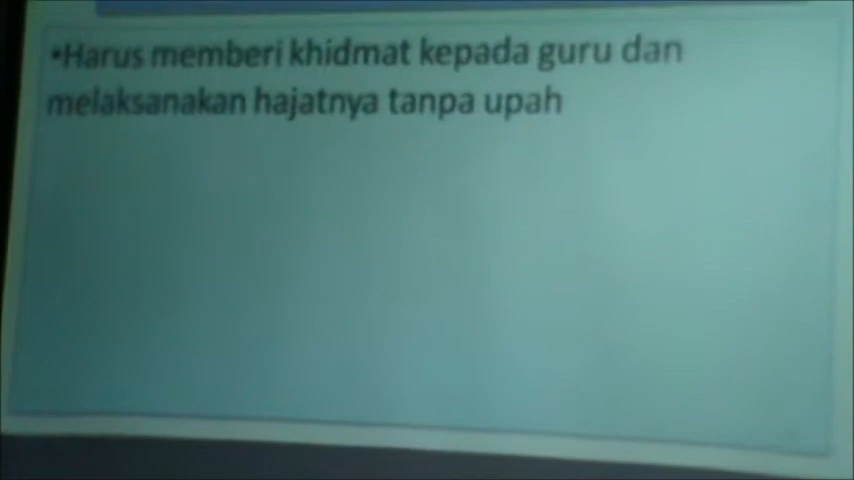 •Harus memberi khidmat kepada guru dan
melaksanakan hajatnya tanpa upah